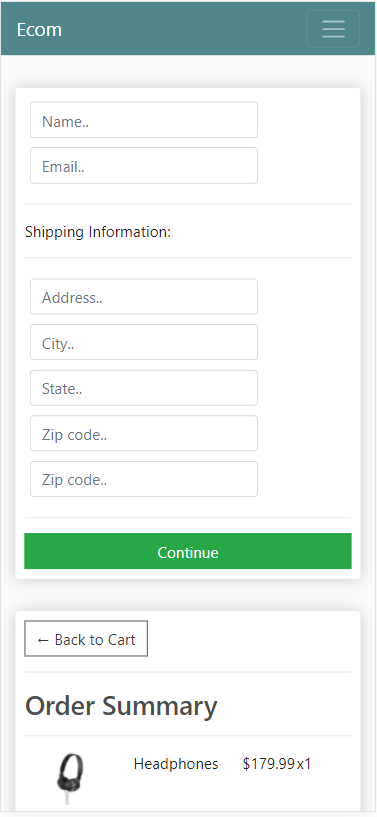 Ecom
Name..
Email..
Shipping Information:
Address..
City..
State..
Zip code..
Zip code..
Continue
← Back to Cart
Order Summary
Headphones $179.99x1